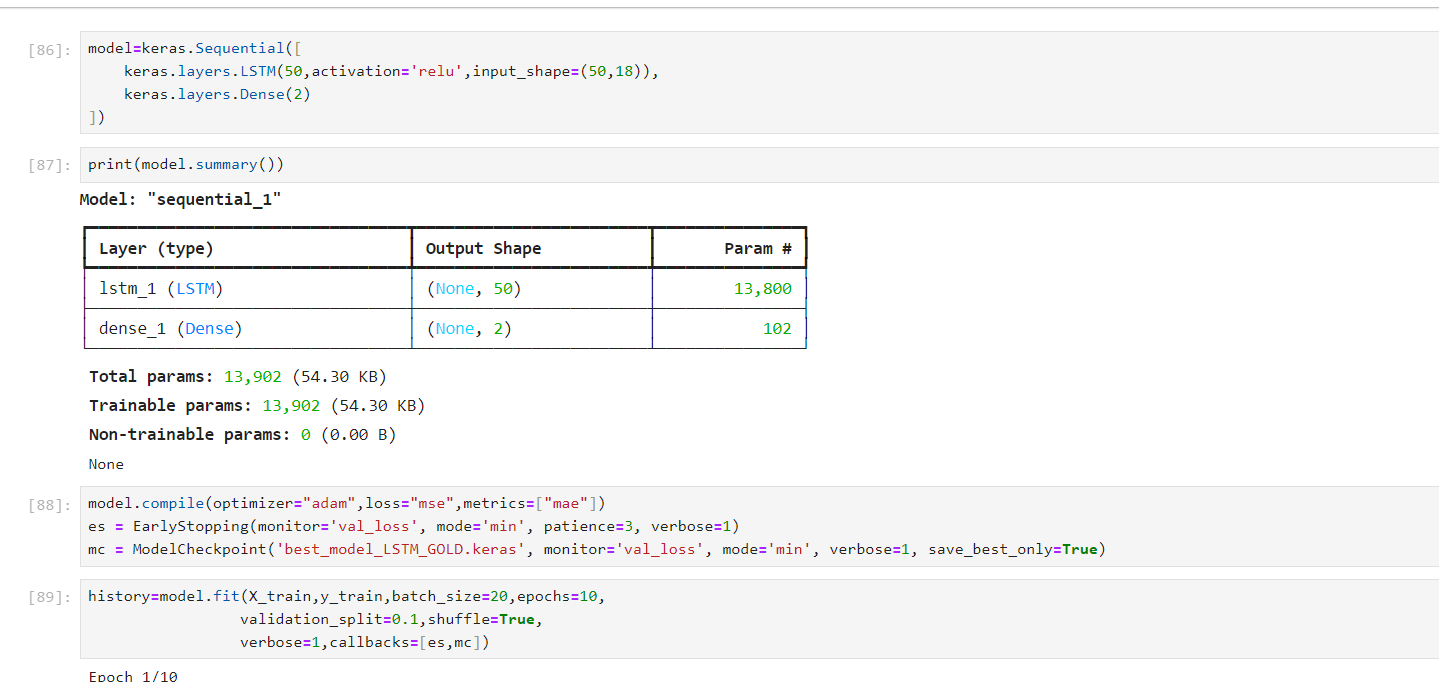 [86]: model=keras.Sequential([
keras.layers.LSTM(50,activation='relu',input_shape=(50,18)),
keras.layers.Dense(2)
])
[87]: print(model.summary())
Model: "sequential_1"
Layer (type) Output Shape Param #
lstm_1 (LSTM) (None, 50) 13,800
dense_1 (Dense) (None, 2) 102
Total params: 13,902 (54.30 KB)
Trainable params: 13,902 (54.30 KB)
Non-trainable params: 0 (0.00 B)
None
[88]: model.compile(optimizer="adam",loss="mse",metrics=["mae"])
es = EarlyStopping(monitor='val_loss', mode='min', patience=3, verbose=1)
mc = ModelCheckpoint('best_model_LSTM_GOLD.keras', monitor='val_loss', mode='min', verbose=1, save_best_only=True)
[89]: history=model.fit(X_train,y_train,batch_size=20,epochs=10,
validation_split=0.1,shuffle=True,
verbose=1,callbacks=[es,mc])
Epoch 1/10